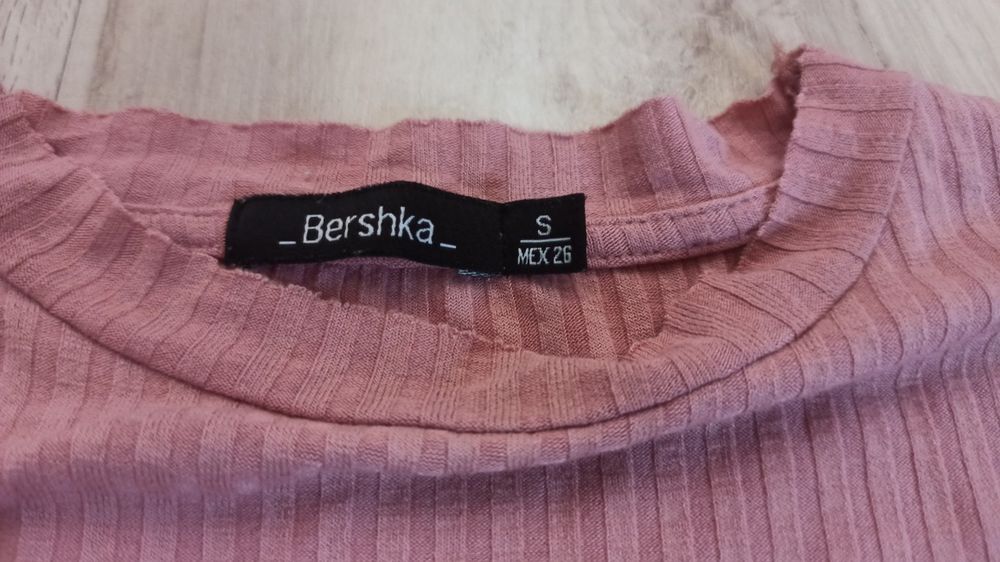 _Bershka_
S
MEX 26